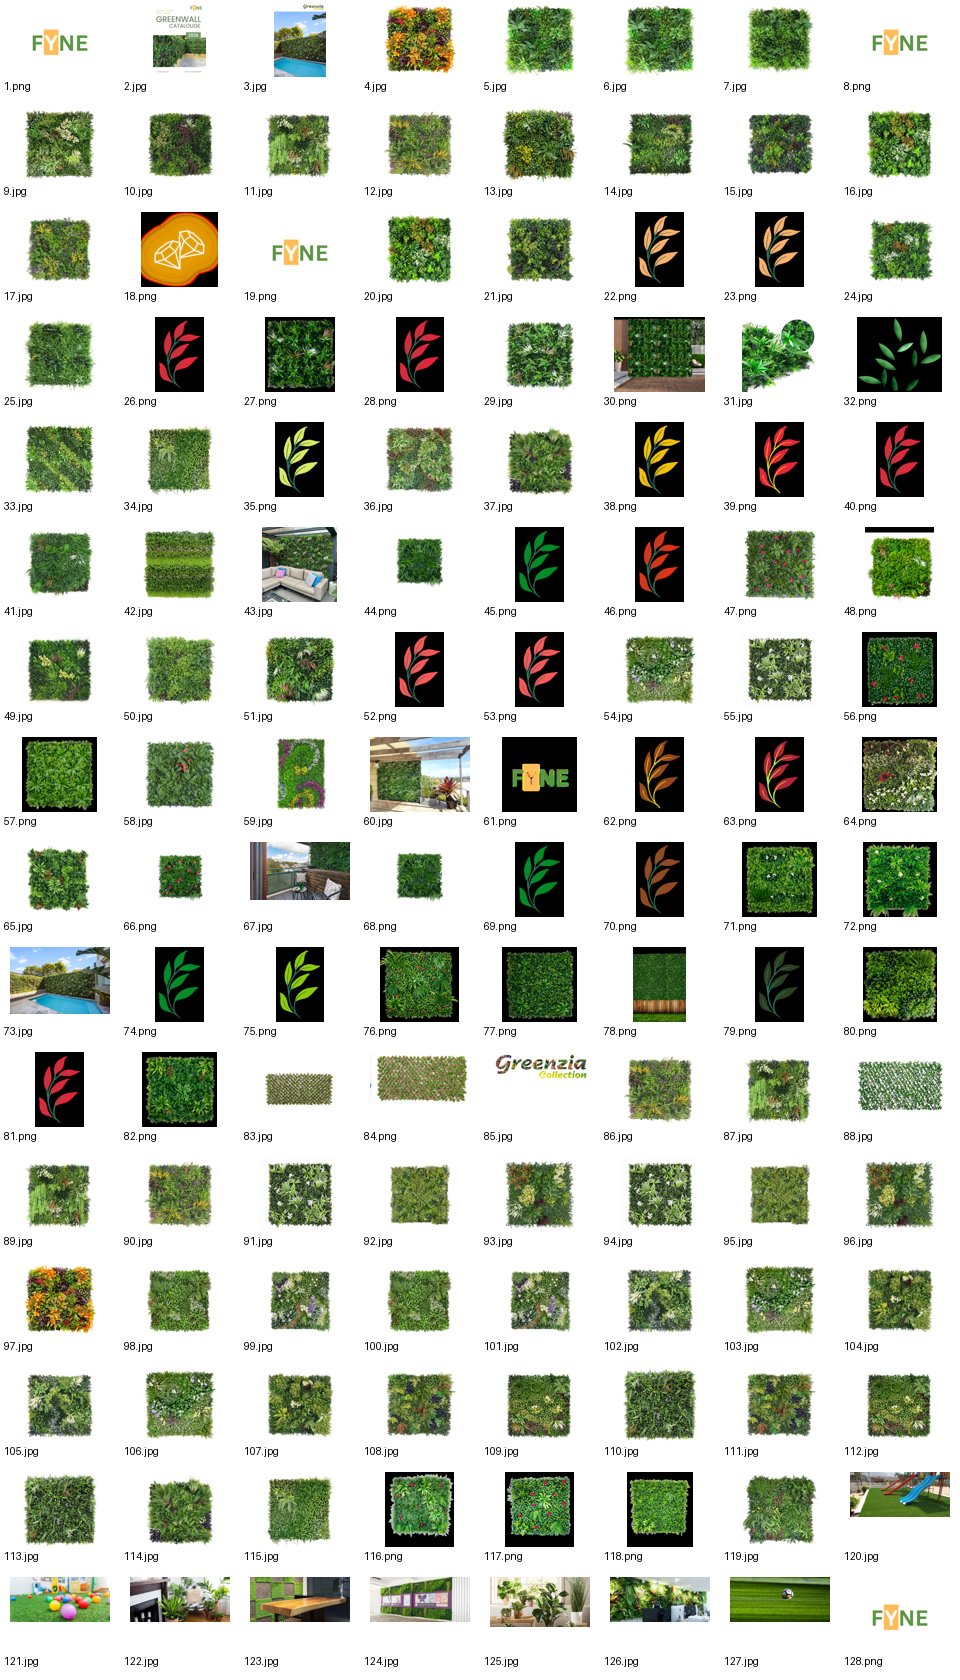 FYNE
FYNE
GREENWALL
CATALOUGE
Greenzia
FYNE
1.png 2.jpg 3.jpg 4.jpg 5.jpg 6.jpg 7.jpg 8.png
9.jpg 10.jpg 11.jpg 12.jpg 13.jpg 14.jpg 15.jpg 16.jpg
FYNE
17.jpg 18.png 19.png 20.jpg 21.jpg 22.png 23.png 24.jpg
25.jpg 26.png 27.png 28.png 29.jpg 30.png 31.jpg 32.png
33.jpg 34.jpg 35.png 36.jpg 37.jpg 38.png 39.png 40.png
41.jpg 42.jpg 43.jpg 44.png 45.png 46.png 47.png 48.png
49.jpg 50.jpg 51.jpg 52.png 53.png 54.jpg 55.jpg 56.png
FYNE
57.png 58.jpg 59.jpg 60.jpg 61.png 62.png 63.png 64.png
65.jpg 66.png 67.jpg 68.png 69.png 70.png 71.png 72.png
73.jpg 74.png 75.png 76.png 77.png 78.png 79.png 80.png
Greenzia
Collection
81.png 82.png 83.jpg 84.png 85.jpg 86.jpg 87.jpg 88.jpg
89.jpg 90.jpg 91.jpg 92.jpg 93.jpg 94.jpg 95.jpg 96.jpg
97.jpg 98.jpg 99.jpg 100.jpg 101.jpg 102.jpg 103.jpg 104.jpg
105.jpg 106.jpg 107.jpg 108.jpg 109.jpg 110.jpg 111.jpg 112.jpg
113.jpg 114.jpg 115.jpg 116.png 117.png 118.png 119.jpg 120.jpg
FYNE
121.jpg 122.jpg 123.jpg 124.jpg 125.jpg 126.jpg 127.jpg 128.png